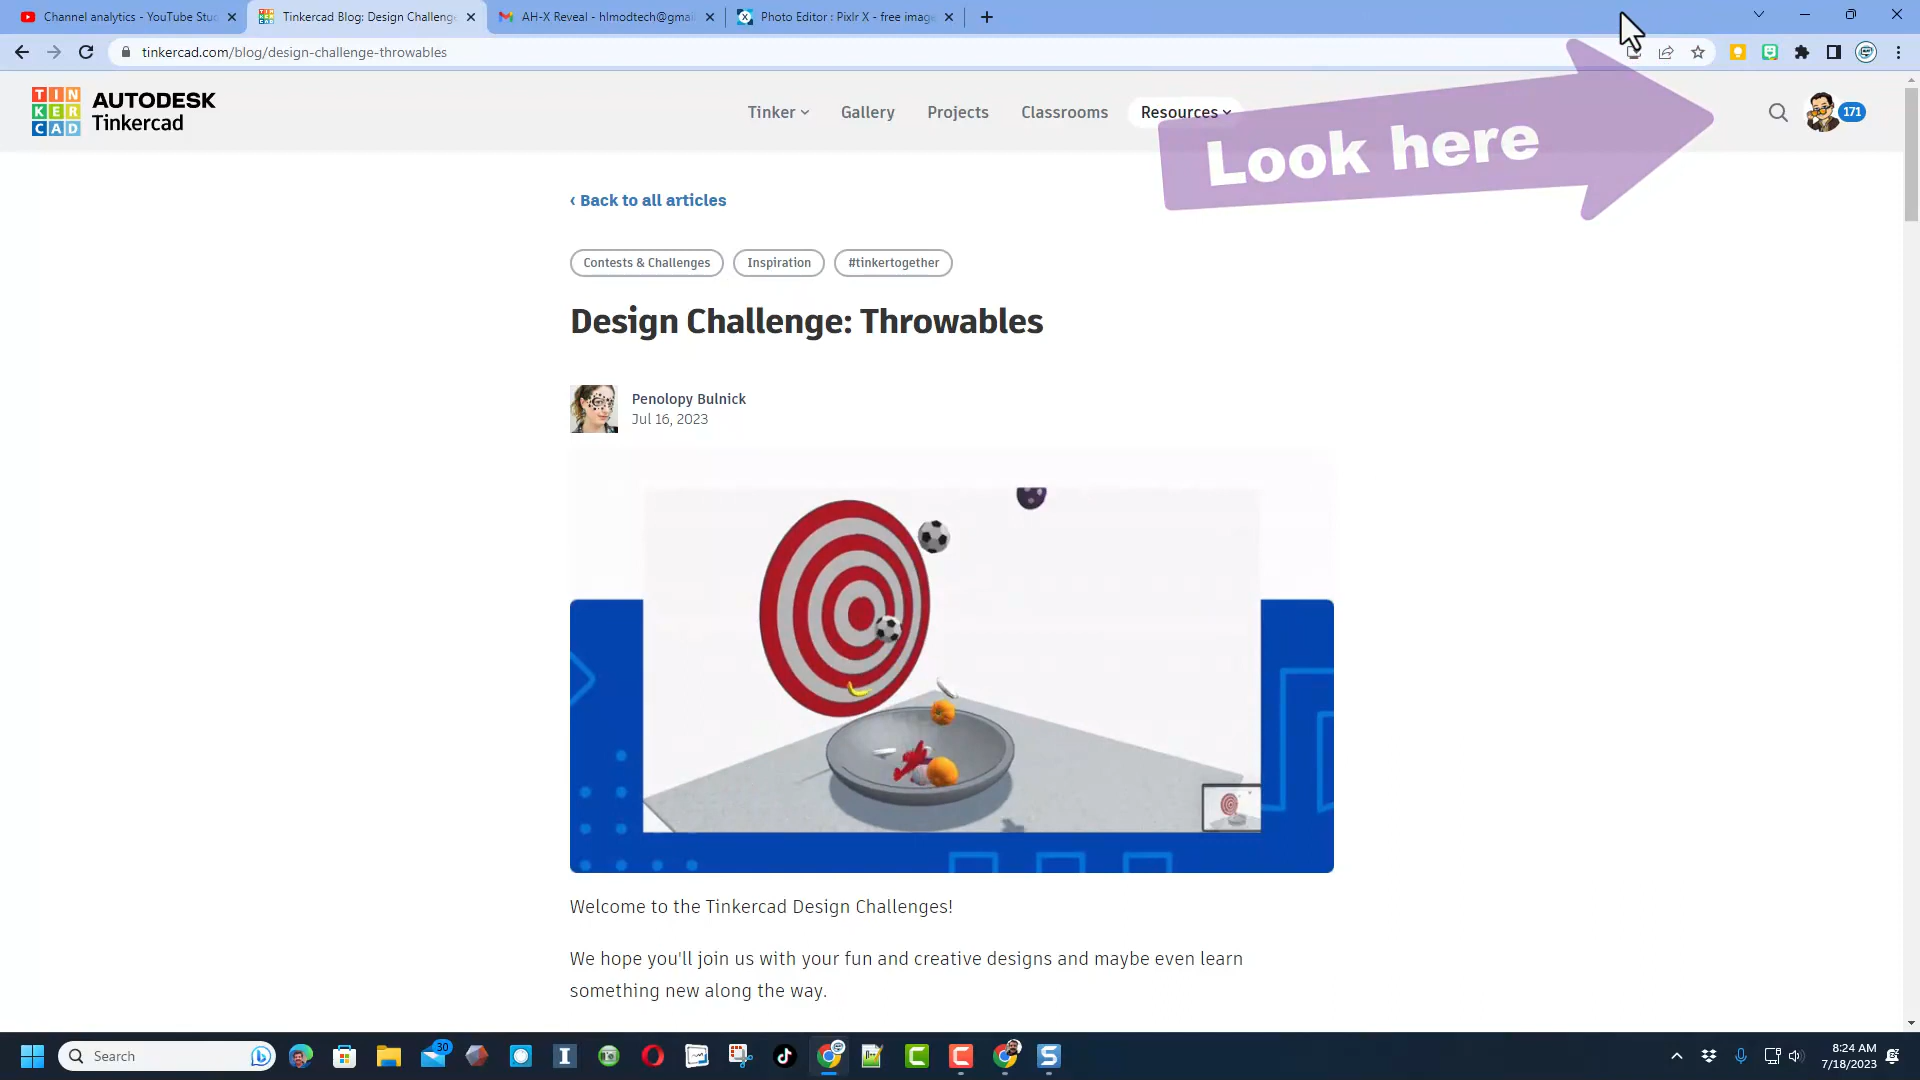 Channel analytics - YouTube Stu
Tinkercad Blog: Design Challeng
AH-X Reveal - hlmodtech@gmai
Photo Editor : Pixlr X - free imag
tinkercad.com/blog/design-challenge-throwables
TIN
KER
CAD
AUTODESK
Tinkercad
Tinker
Gallery
Projects
Classrooms
Resources
Look here
171
‹ Back to all articles
Contests & Challenges
Inspiration
#tinkertogether
Design Challenge: Throwables
Penolopy Bulnick
Jul 16, 2023
Welcome to the Tinkercad Design Challenges!
We hope you'll join us with your fun and creative designs and maybe even learn
something new along the way.
Search
30
8:24 AM
7/18/2023